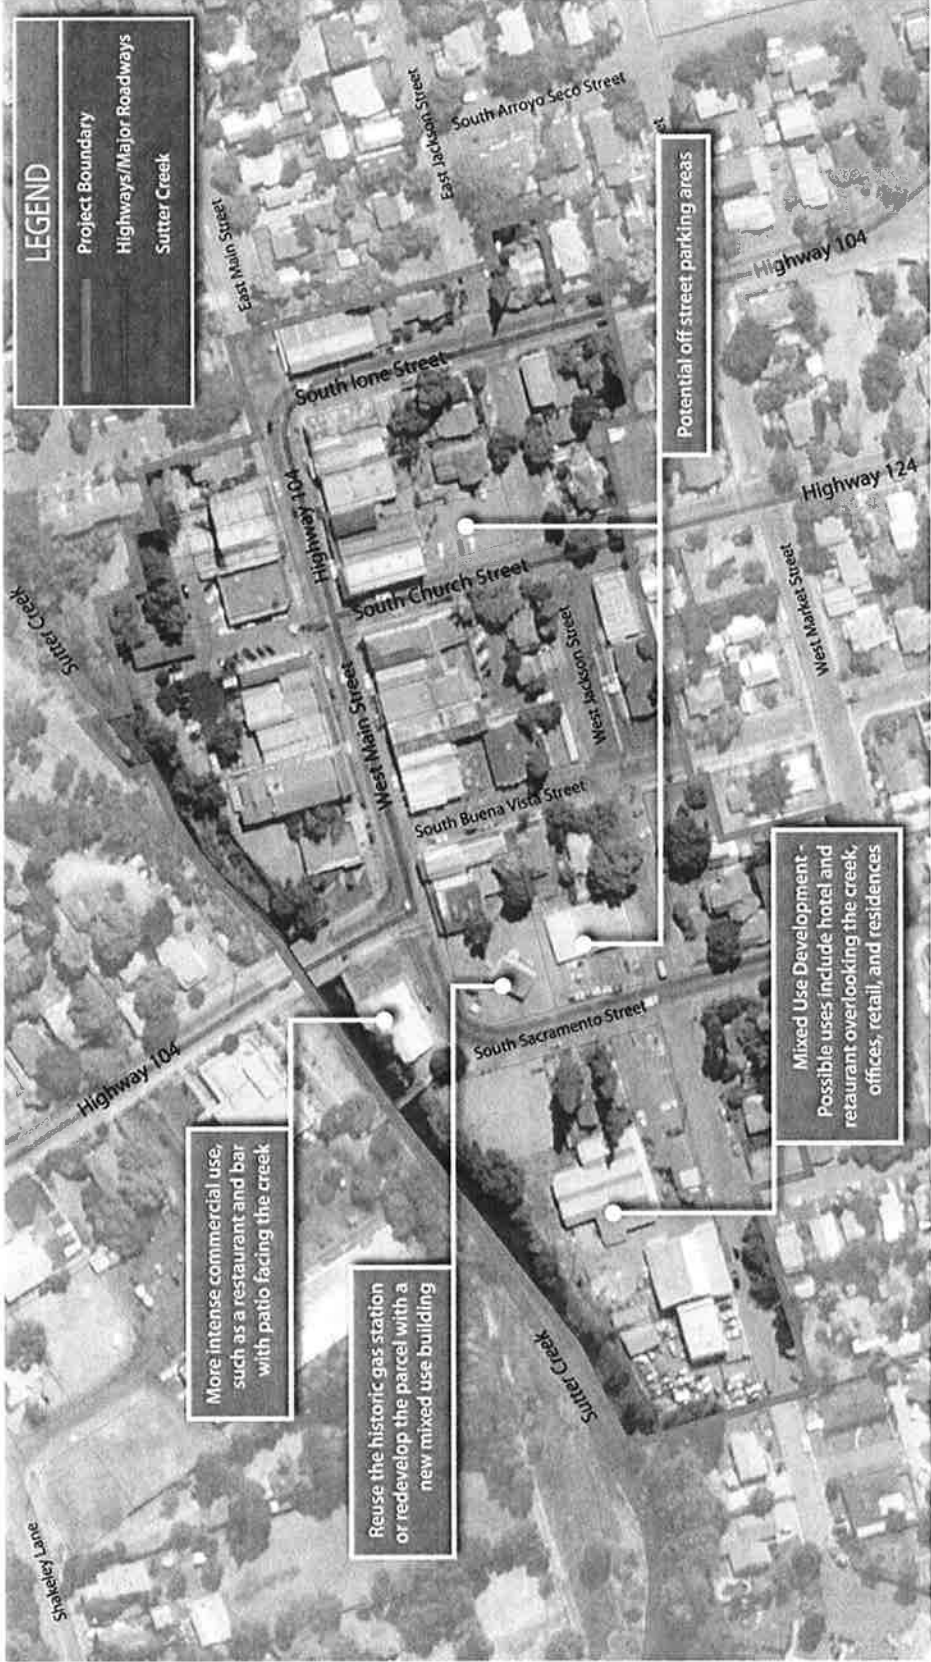 Shakeley Lane
Sutter Creek
LEGEND
Project Boundary
Highways/Major Roadways
Sutter Creek
Highway 104
East Main Street
More intense commercial use,
such as a restaurant and bar
with patio facing the creek
Highway 104
South Ione Street
West Main Street
East Jackson Street
Reuse the historic gas station
or redevelop the parcel with a
new mixed use building
South Church Street
South Arroyo Seco Street
South Buena Vista Street
South Sacramento Street
Sutter Creek
West Jackson Street
Potential off street parking areas
Highway 104
West Market Street
Highway 124
Mixed Use Development -
Possible uses include hotel and
retaurant overlooking the creek,
offices, retail, and residences